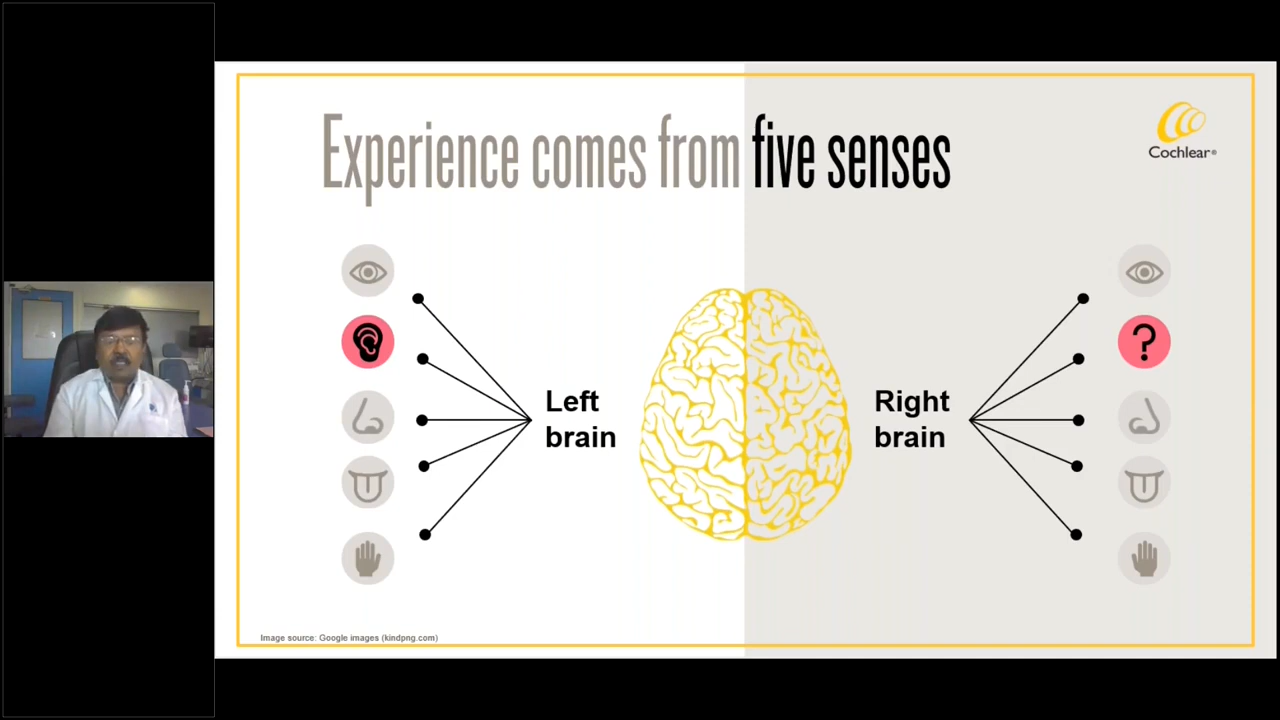 Experience comes from five senses
Cochlear®
Left
brain
Right
brain
?
Image source: Google images (kindpng.com)